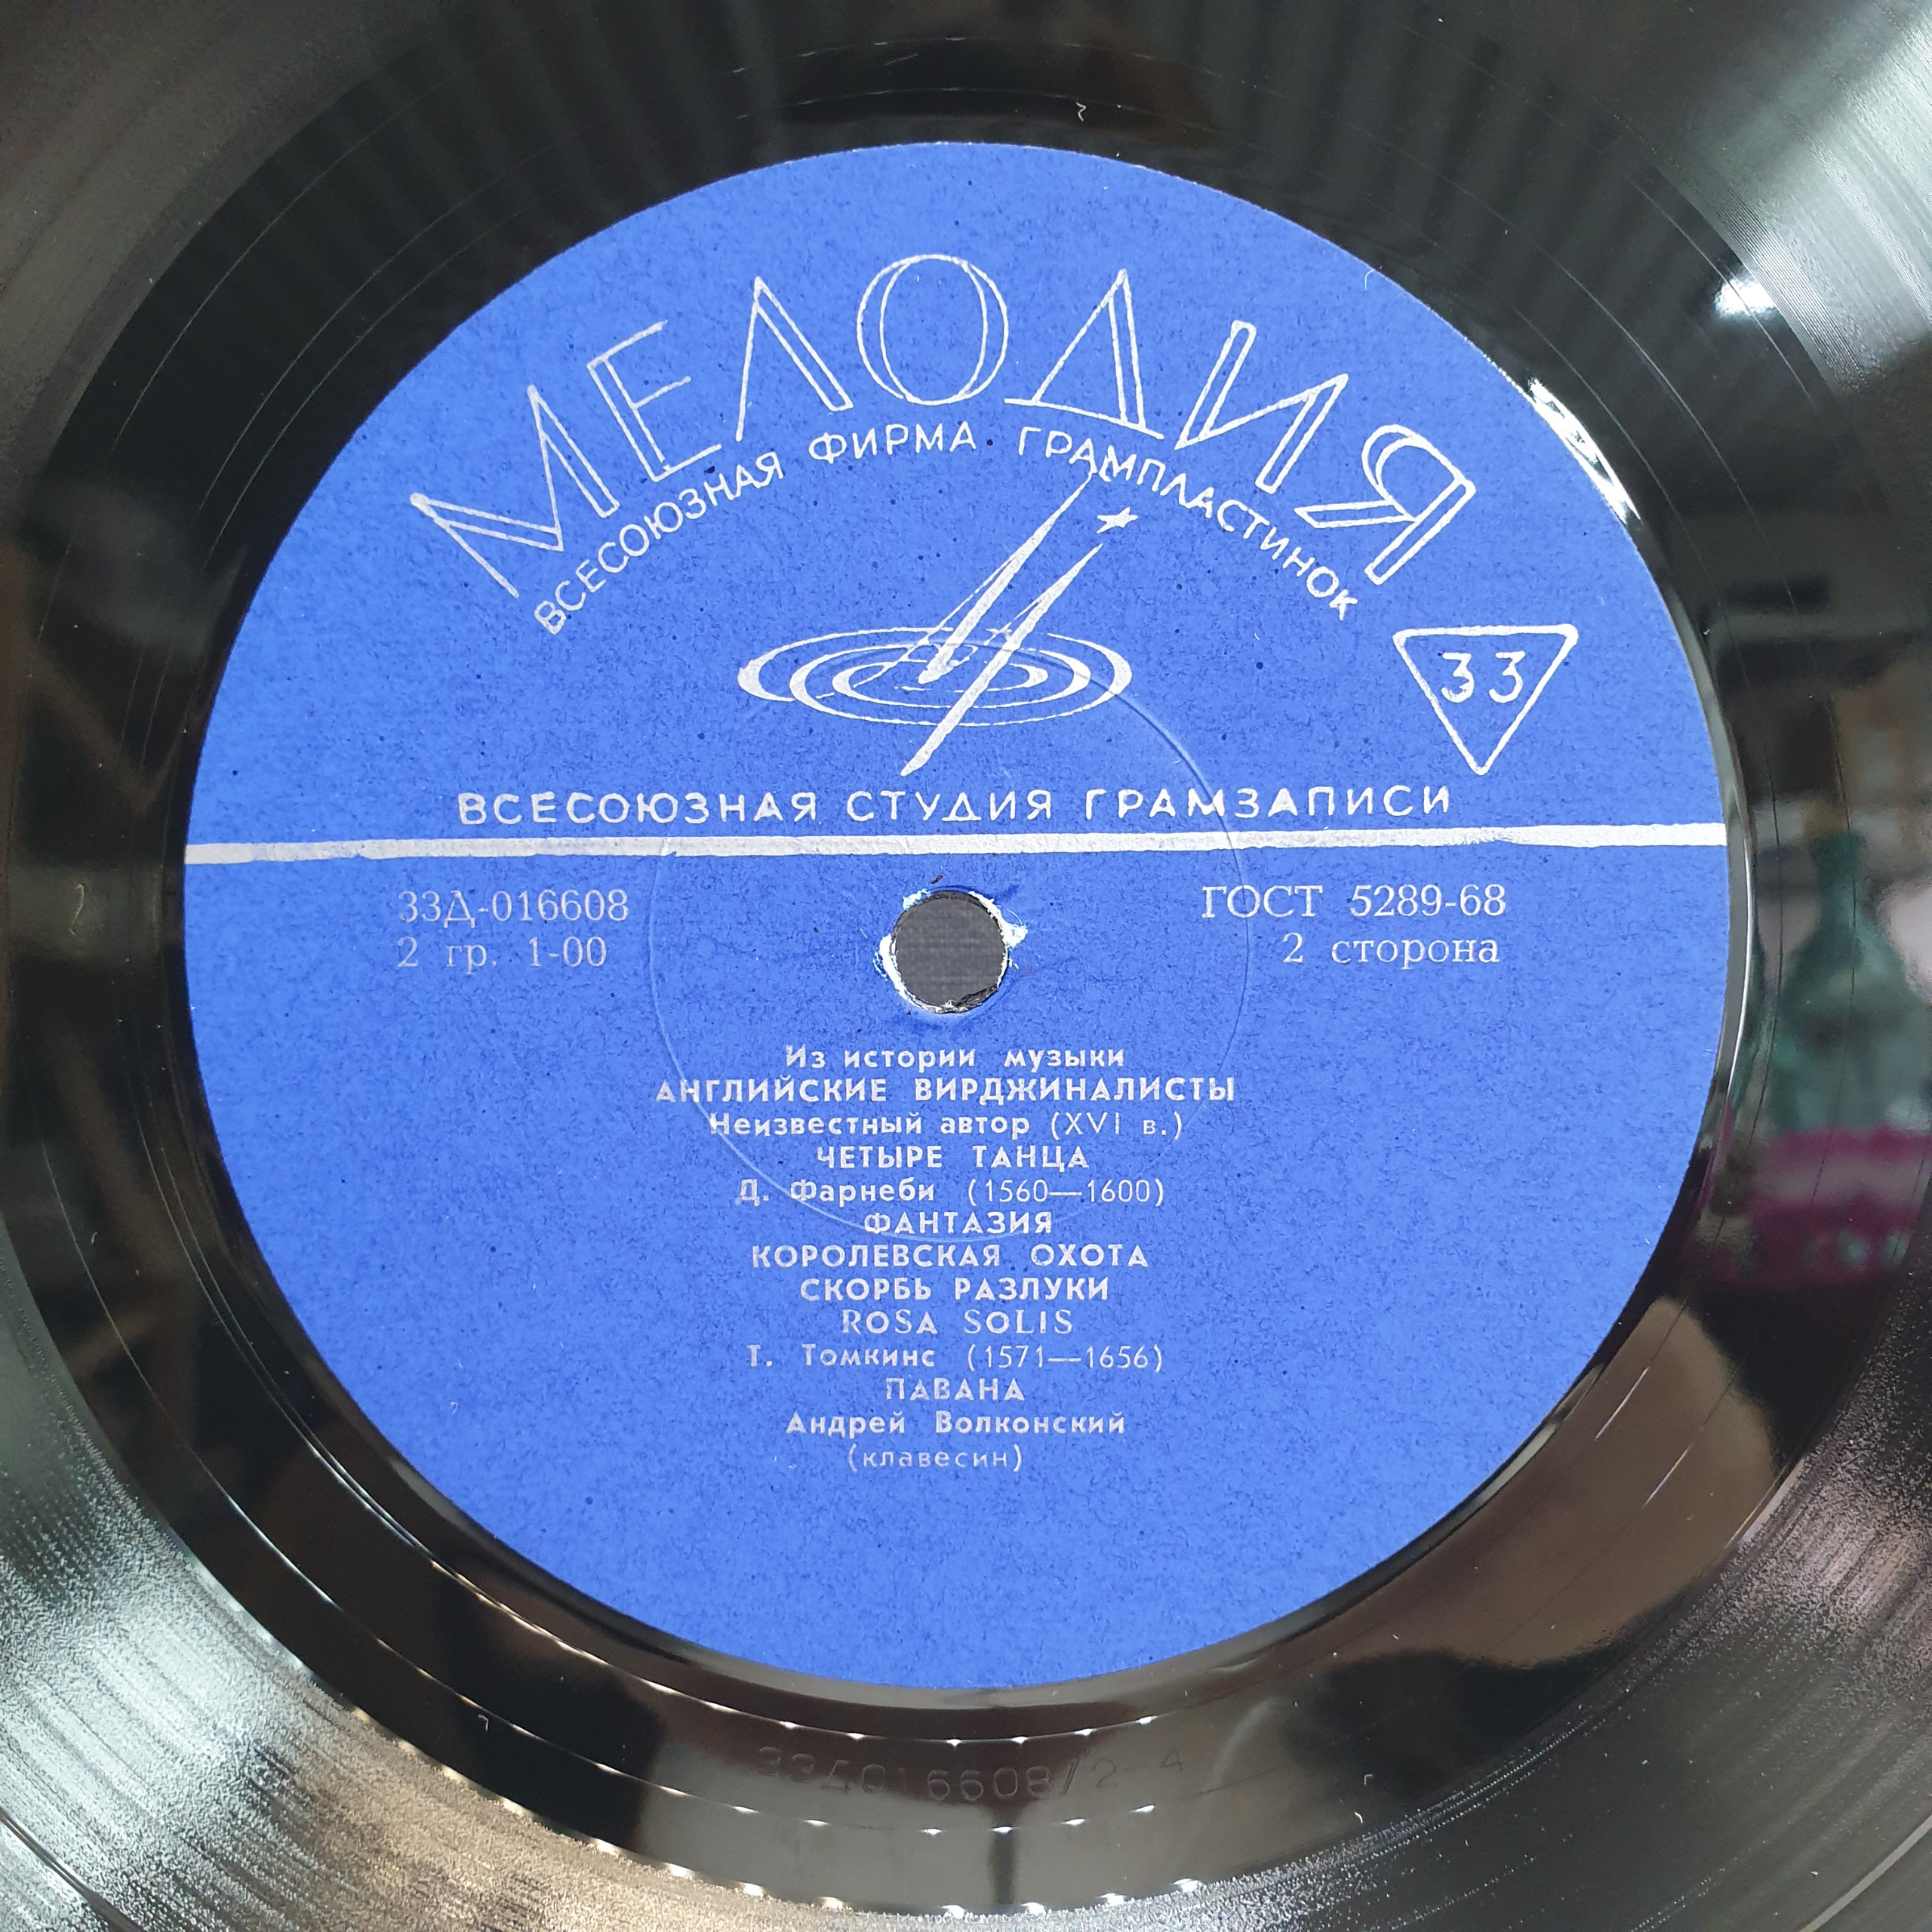 МЕЛОДИЯ
ВСЕСОЮЗНАЯ ФИРМА ГРАМПЛАСТИНОК
33
ВСЕСОЮЗНАЯ СТУДИЯ ГРАМЗАПИСИ
33Д-016608
2 гр. 1-00
ГОСТ 5289-68
2 сторона
Из истории музыки
АНГЛИЙСКИЕ ВИРДЖИНАЛИСТЫ
Неизвестный автор (XVI в.)
ЧЕТЫРЕ ТАНЦА
Д. Фарнеби (1560—1600)
ФАНТАЗИЯ
КОРОЛЕВСКАЯ ОХОТА
СКОРБЬ РАЗЛУКИ
ROSA SOLIS
Т. Томкинс (1571—1656)
ПАВАНА
Андрей Волконский
(клавесин)
33Д016608/2-4